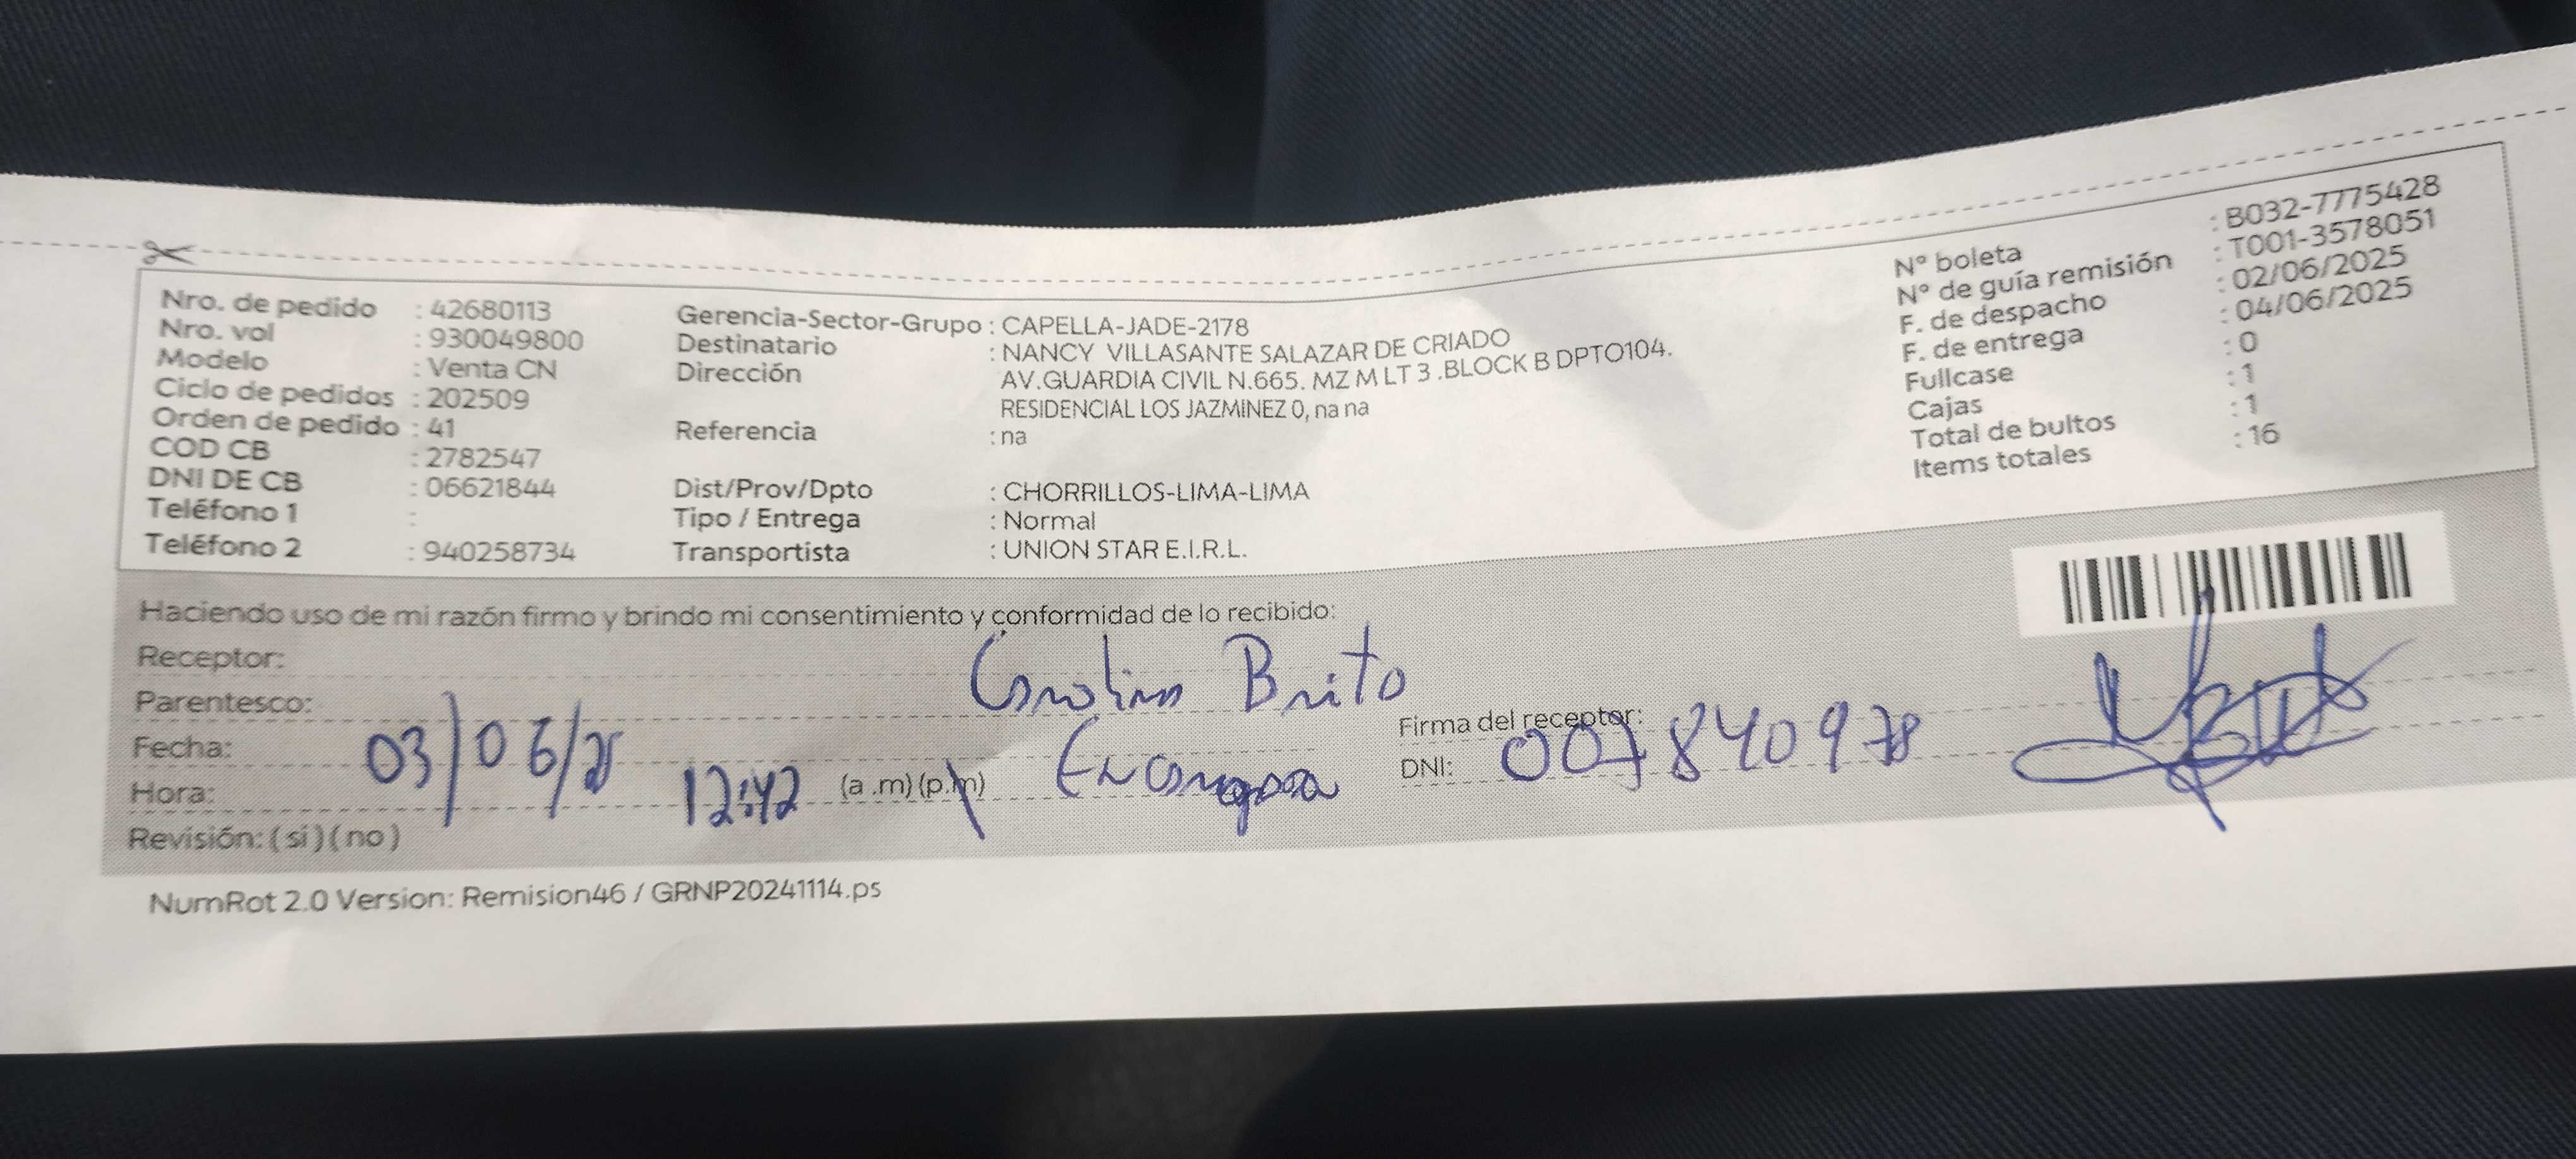 Nro. de pedido : 42680113
Nro. vol : 930049800
Modelo : Venta CN
Ciclo de pedidos : 202509
Orden de pedido : 41
COD CB : 2782547
DNI DE CB : 06621844
Teléfono 1 :
Teléfono 2 : 940258734
Gerencia-Sector-Grupo : CAPELLA-JADE-2178
Destinatario : NANCY VILLASANTE SALAZAR DE CRIADO
Dirección AV.GUARDIA CIVIL N.665. MZ M LT 3 .BLOCK B DPTO104.
RESIDENCIAL LOS JAZMINEZ 0, na na
Referencia : na
Dist/Prov/Dpto : CHORRILLOS-LIMA-LIMA
Tipo / Entrega : Normal
Transportista : UNION STAR E.I.R.L.
N° boleta : B032-7775428
N° de guía remisión : T001-3578051
F. de despacho : 02/06/2025
F. de entrega : 04/06/2025
Fullcase : 0
Cajas : 1
Total de bultos : 1
Items totales : 16
Haciendo uso de mi razón firmo y brindo mi consentimiento y conformidad de lo recibido:
Receptor: Carolina Brito
Parentesco:
Fecha: 03/06/25
Hora: 12:42 (a .m) (p.m)
Revisión: ( si ) ( no )
Firma del receptor:
DNI: 007840978
NumRot 2.0 Version: Remision46 / GRNP20241114.ps